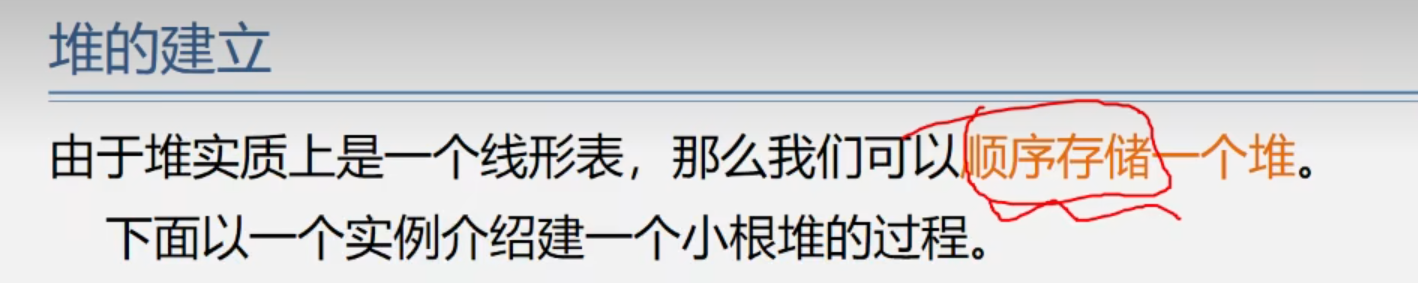 堆的建立
由于堆实质上是一个线形表，那么我们可以顺序存储一个堆。
下面以一个实例介绍建一个小根堆的过程。